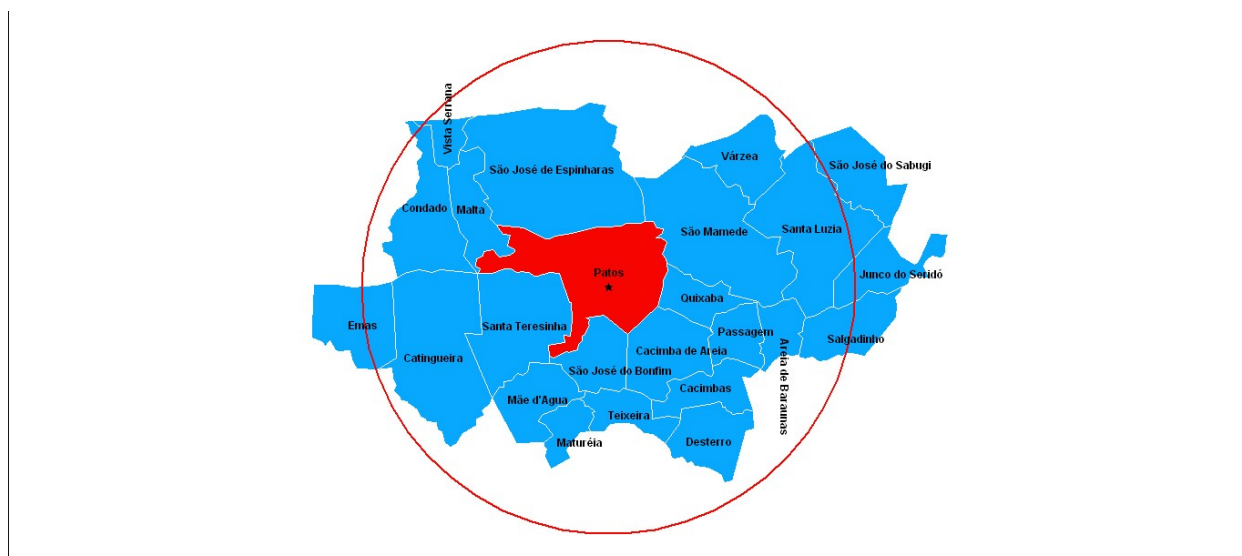 Vista Serrana
Várzea
São José do Sabugi
São José de Espinharas
Condado
Malta
São Mamede
Santa Luzia
Patos
Junco do Seridó
Quixaba
Emas
Santa Teresinha
Passagem
Salgadinho
Catingueira
Cacimba de Areia
Areia de Baraunas
São José do Bonfim
Cacimbas
Mãe d'Agua
Teixeira
Maturéia
Desterro